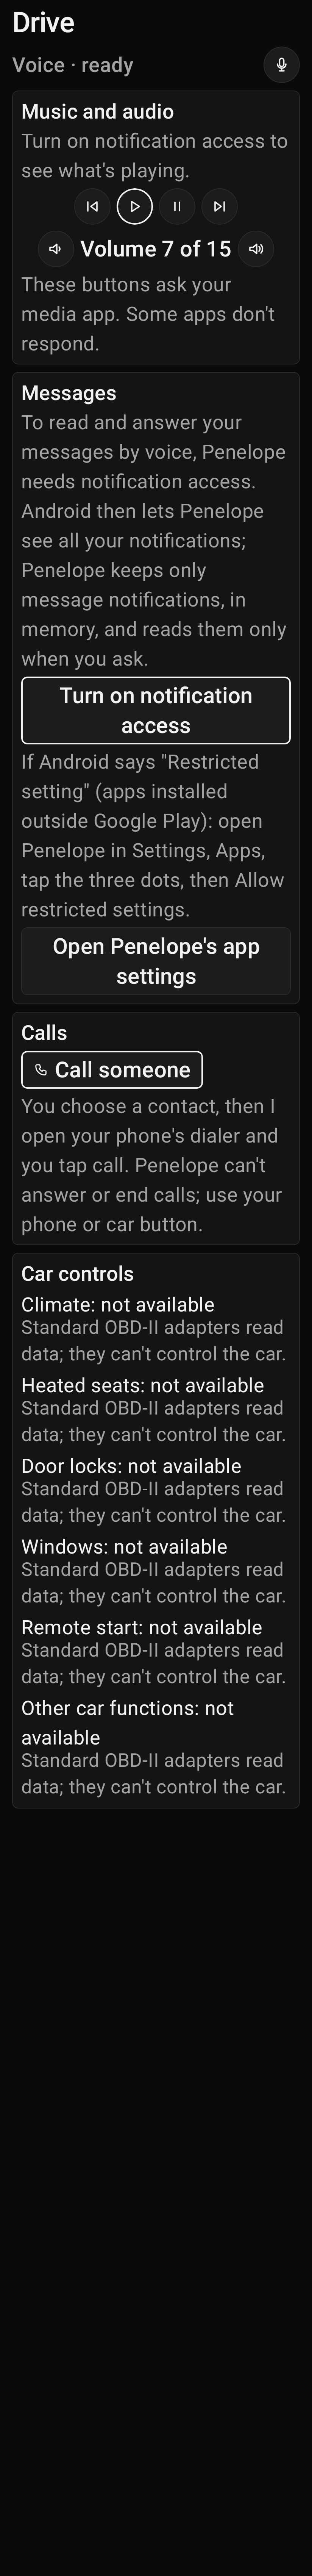 Drive
Voice · ready
Music and audio
Turn on notification access to
see what's playing.
Volume 7 of 15
These buttons ask your
media app. Some apps don't
respond.
Messages
To read and answer your
messages by voice, Penelope
needs notification access.
Android then lets Penelope
see all your notifications;
Penelope keeps only
message notifications, in
memory, and reads them only
when you ask.
Turn on notification
access
If Android says "Restricted
setting" (apps installed
outside Google Play): open
Penelope in Settings, Apps,
tap the three dots, then Allow
restricted settings.
Open Penelope's app
settings
Calls
Call someone
You choose a contact, then I
open your phone's dialer and
you tap call. Penelope can't
answer or end calls; use your
phone or car button.
Car controls
Climate: not available
Standard OBD-II adapters read
data; they can't control the car.
Heated seats: not available
Standard OBD-II adapters read
data; they can't control the car.
Door locks: not available
Standard OBD-II adapters read
data; they can't control the car.
Windows: not available
Standard OBD-II adapters read
data; they can't control the car.
Remote start: not available
Standard OBD-II adapters read
data; they can't control the car.
Other car functions: not
available
Standard OBD-II adapters read
data; they can't control the car.